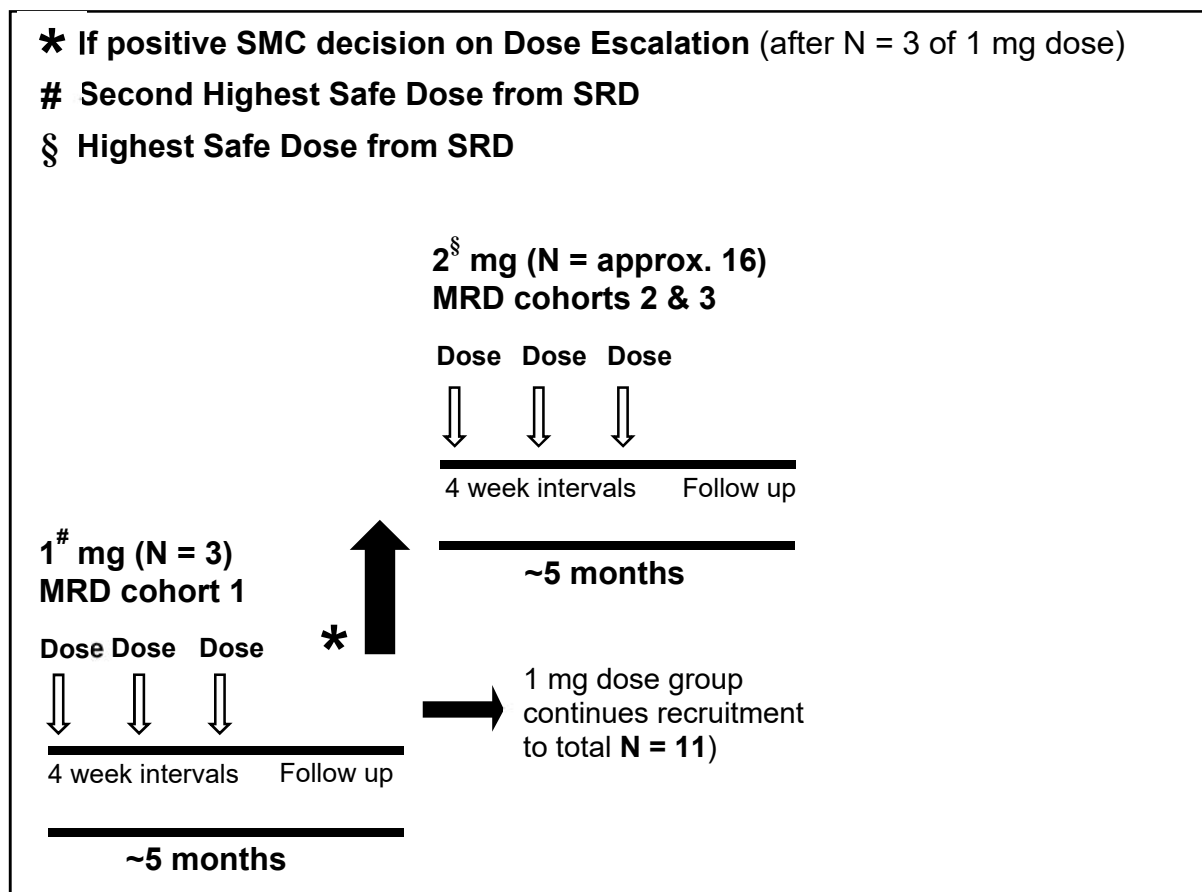 * If positive SMC decision on Dose Escalation (after N = 3 of 1 mg dose)
# Second Highest Safe Dose from SRD
§ Highest Safe Dose from SRD
2§ mg (N = approx. 16)
MRD cohorts 2 & 3
Dose Dose Dose
4 week intervals Follow up
~5 months
1# mg (N = 3)
MRD cohort 1
Dose Dose Dose
*
4 week intervals Follow up
~5 months
1 mg dose group
continues recruitment
to total N = 11)